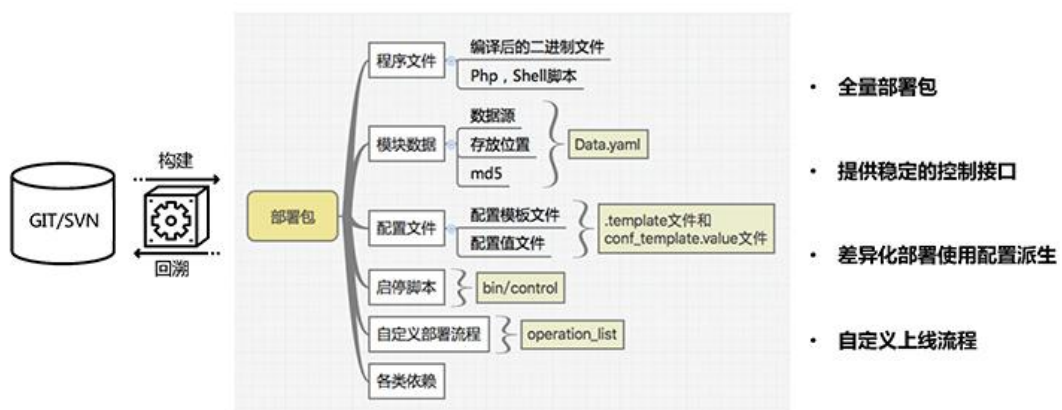 GIT/SVN
构建
回溯
部署包
程序文件
编译后的二进制文件
Php，Shell脚本
模块数据
数据源
存放位置
md5
Data.yaml
配置文件
配置模板文件
配置值文件
.template文件和
conf_template.value文件
启停脚本
bin/control
自定义部署流程
operation_list
各类依赖
· 全量部署包
· 提供稳定的控制接口
· 差异化部署使用配置派生
· 自定义上线流程